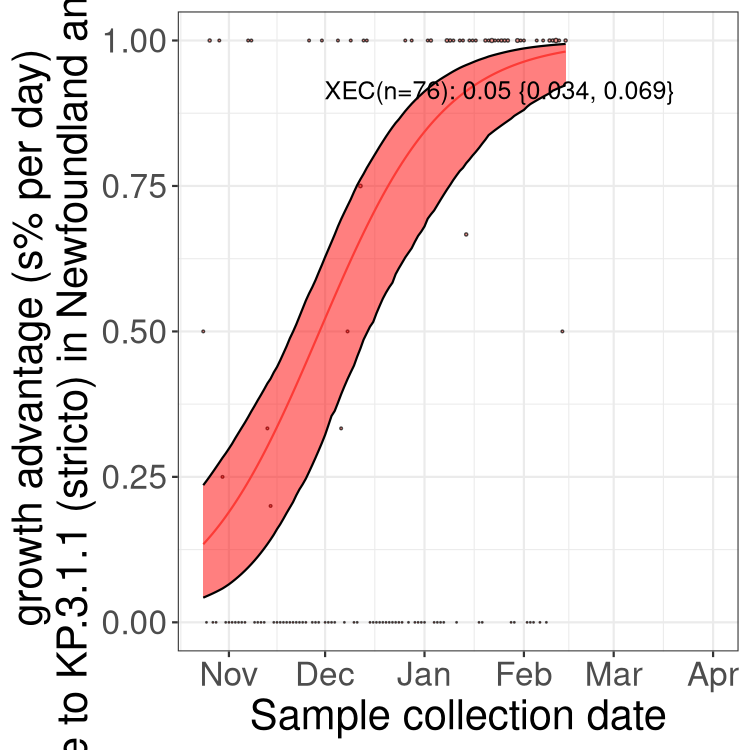 growth advantage (s% per day)
e to KP.3.1.1 (stricto) in Newfoundland an
1.00
0.75
0.50
0.25
0.00
XEC(n=76): 0.05 {0.034, 0.069}
Nov Dec Jan Feb Mar Apr
Sample collection date